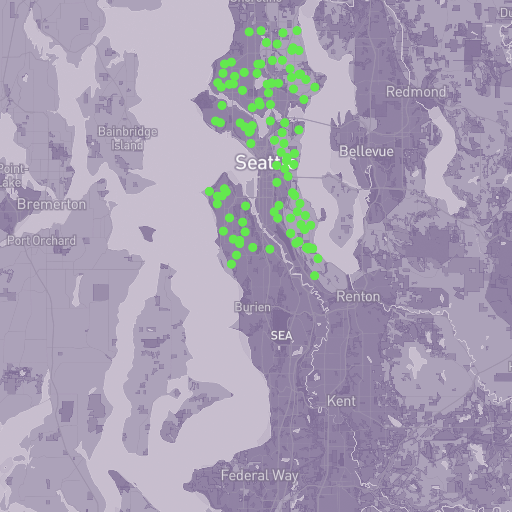 Redmond
Bainbridge
Island
Seattle
Bellevue
Point-
Lake
Bremerton
Port Orchard
Renton
Burien
SEA
Kent
Federal Way